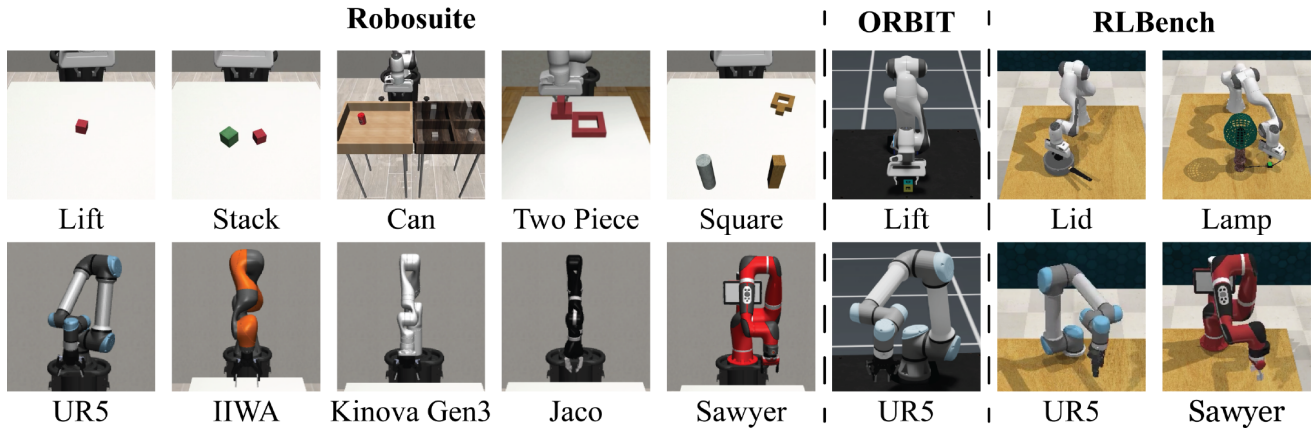 Robosuite ORBIT RLBench
Lift Stack Can Two Piece Square Lift Lid Lamp
UR5 IIWA Kinova Gen3 Jaco Sawyer UR5 UR5 Sawyer